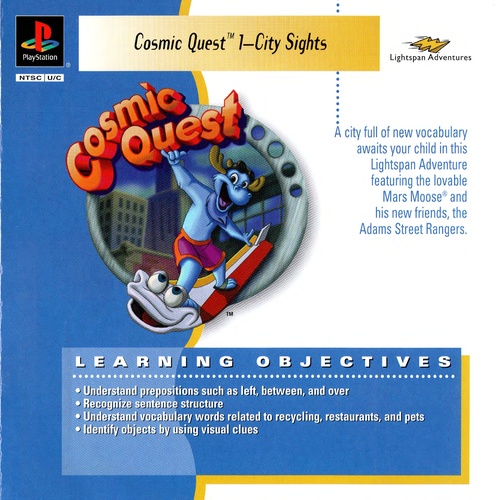 PlayStation®
NTSC U/C
Cosmic Quest™ 1–City Sights
Lightspan Adventures
Cosmic
Quest
™
A city full of new vocabulary
awaits your child in this
Lightspan Adventure
featuring the lovable
Mars Moose® and
his new friends, the
Adams Street Rangers.
LEARNING OBJECTIVES
• Understand prepositions such as left, between, and over
• Recognize sentence structure
• Understand vocabulary words related to recycling, restaurants, and pets
• Identify objects by using visual clues